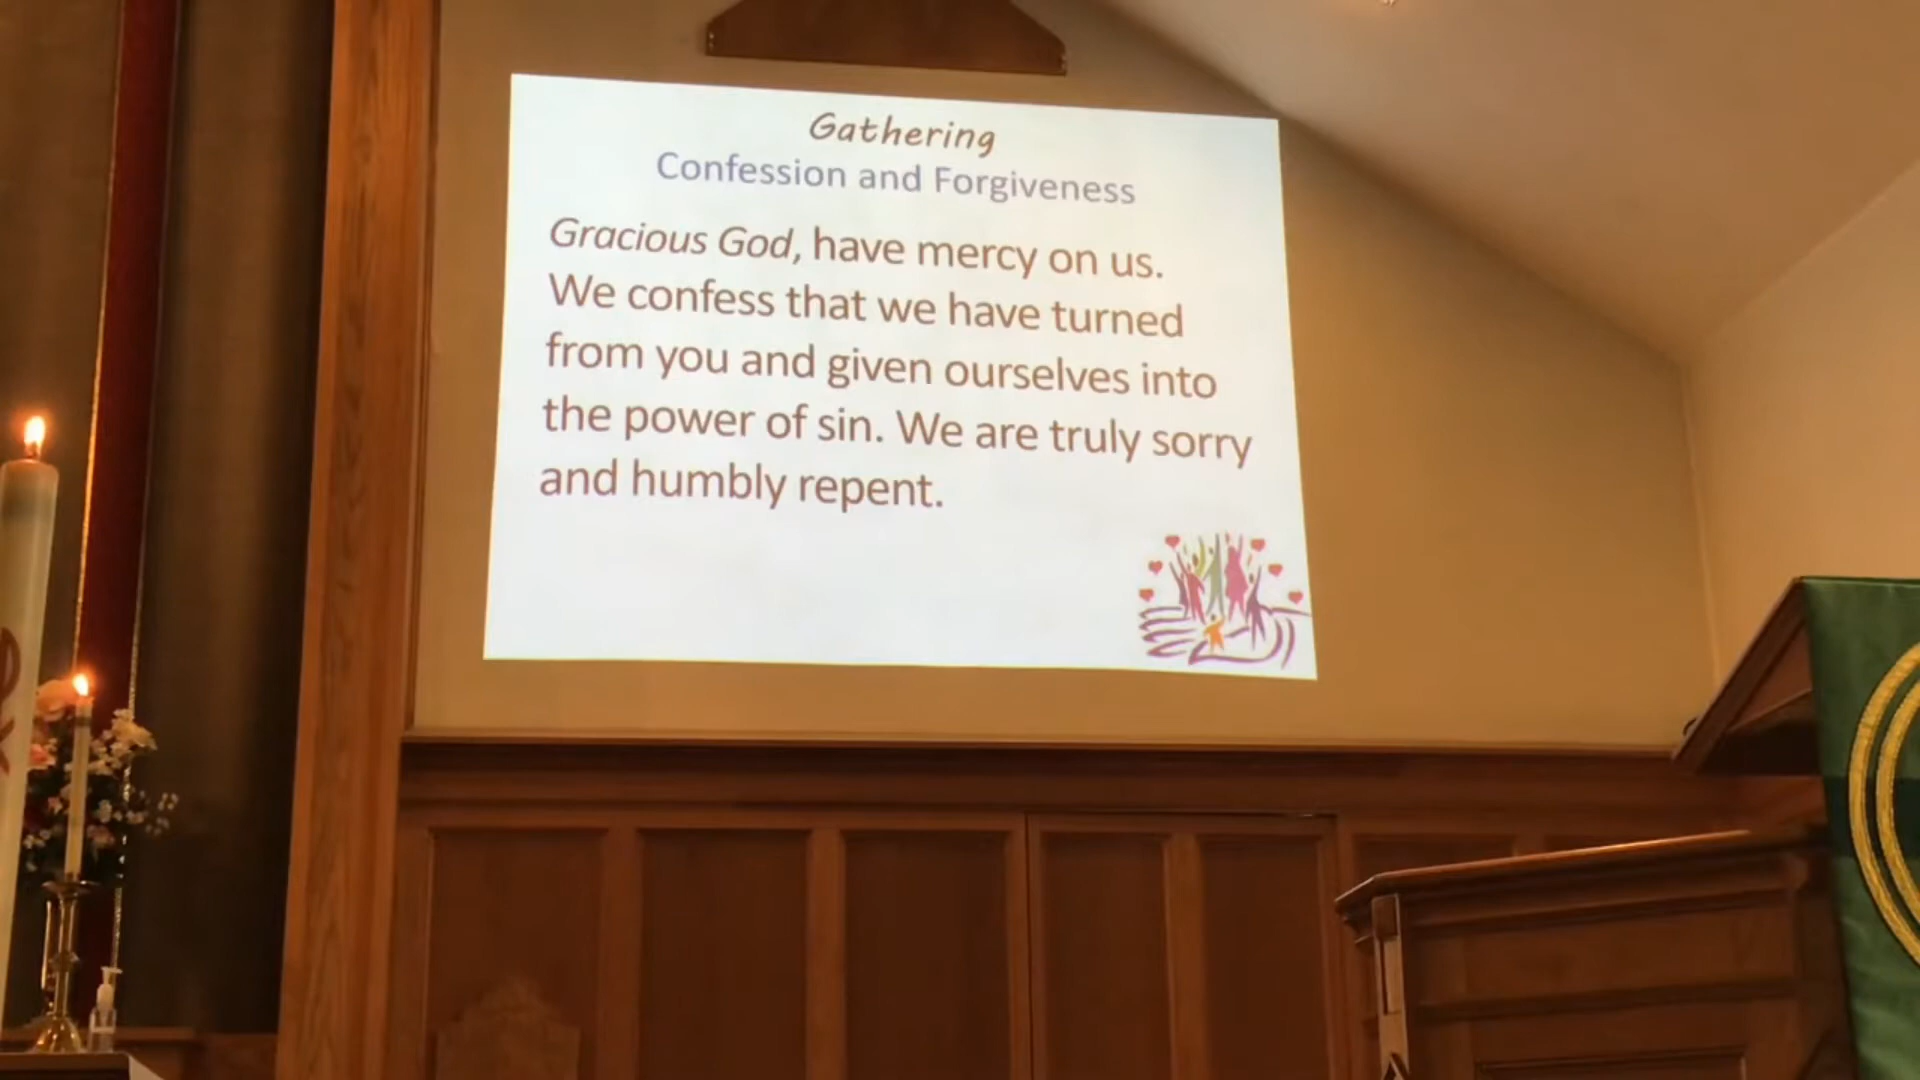 Gathering
Confession and Forgiveness
Gracious God, have mercy on us.
We confess that we have turned
from you and given ourselves into
the power of sin. We are truly sorry
and humbly repent.